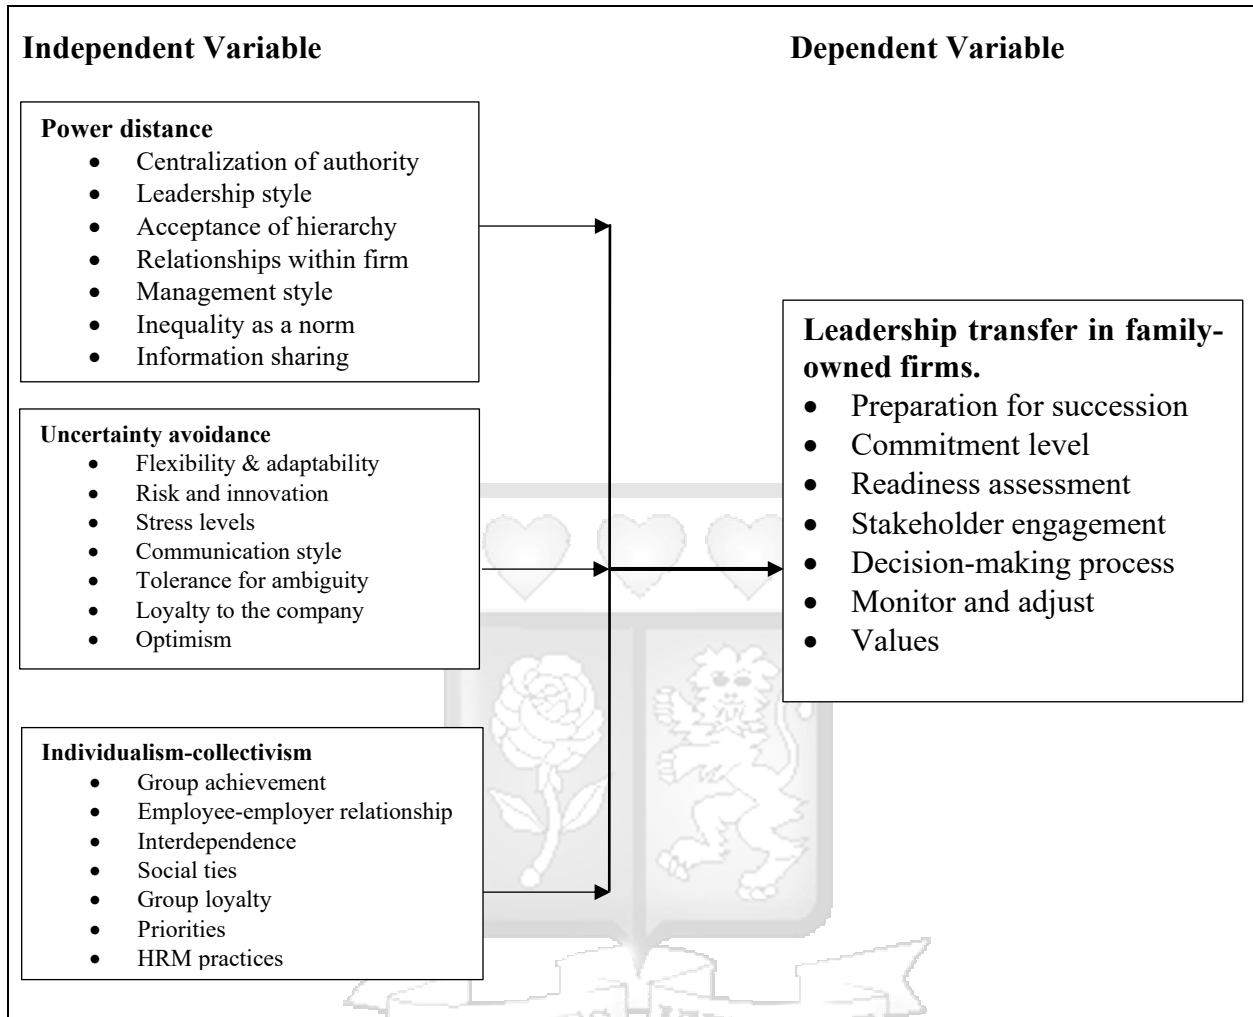 Independent Variable
Dependent Variable
Power distance
• Centralization of authority
• Leadership style
• Acceptance of hierarchy
• Relationships within firm
• Management style
• Inequality as a norm
• Information sharing
Uncertainty avoidance
• Flexibility & adaptability
• Risk and innovation
• Stress levels
• Communication style
• Tolerance for ambiguity
• Loyalty to the company
• Optimism
Individualism-collectivism
• Group achievement
• Employee-employer relationship
• Interdependence
• Social ties
• Group loyalty
• Priorities
• HRM practices
Leadership transfer in family-
owned firms.
• Preparation for succession
• Commitment level
• Readiness assessment
• Stakeholder engagement
• Decision-making process
• Monitor and adjust
• Values